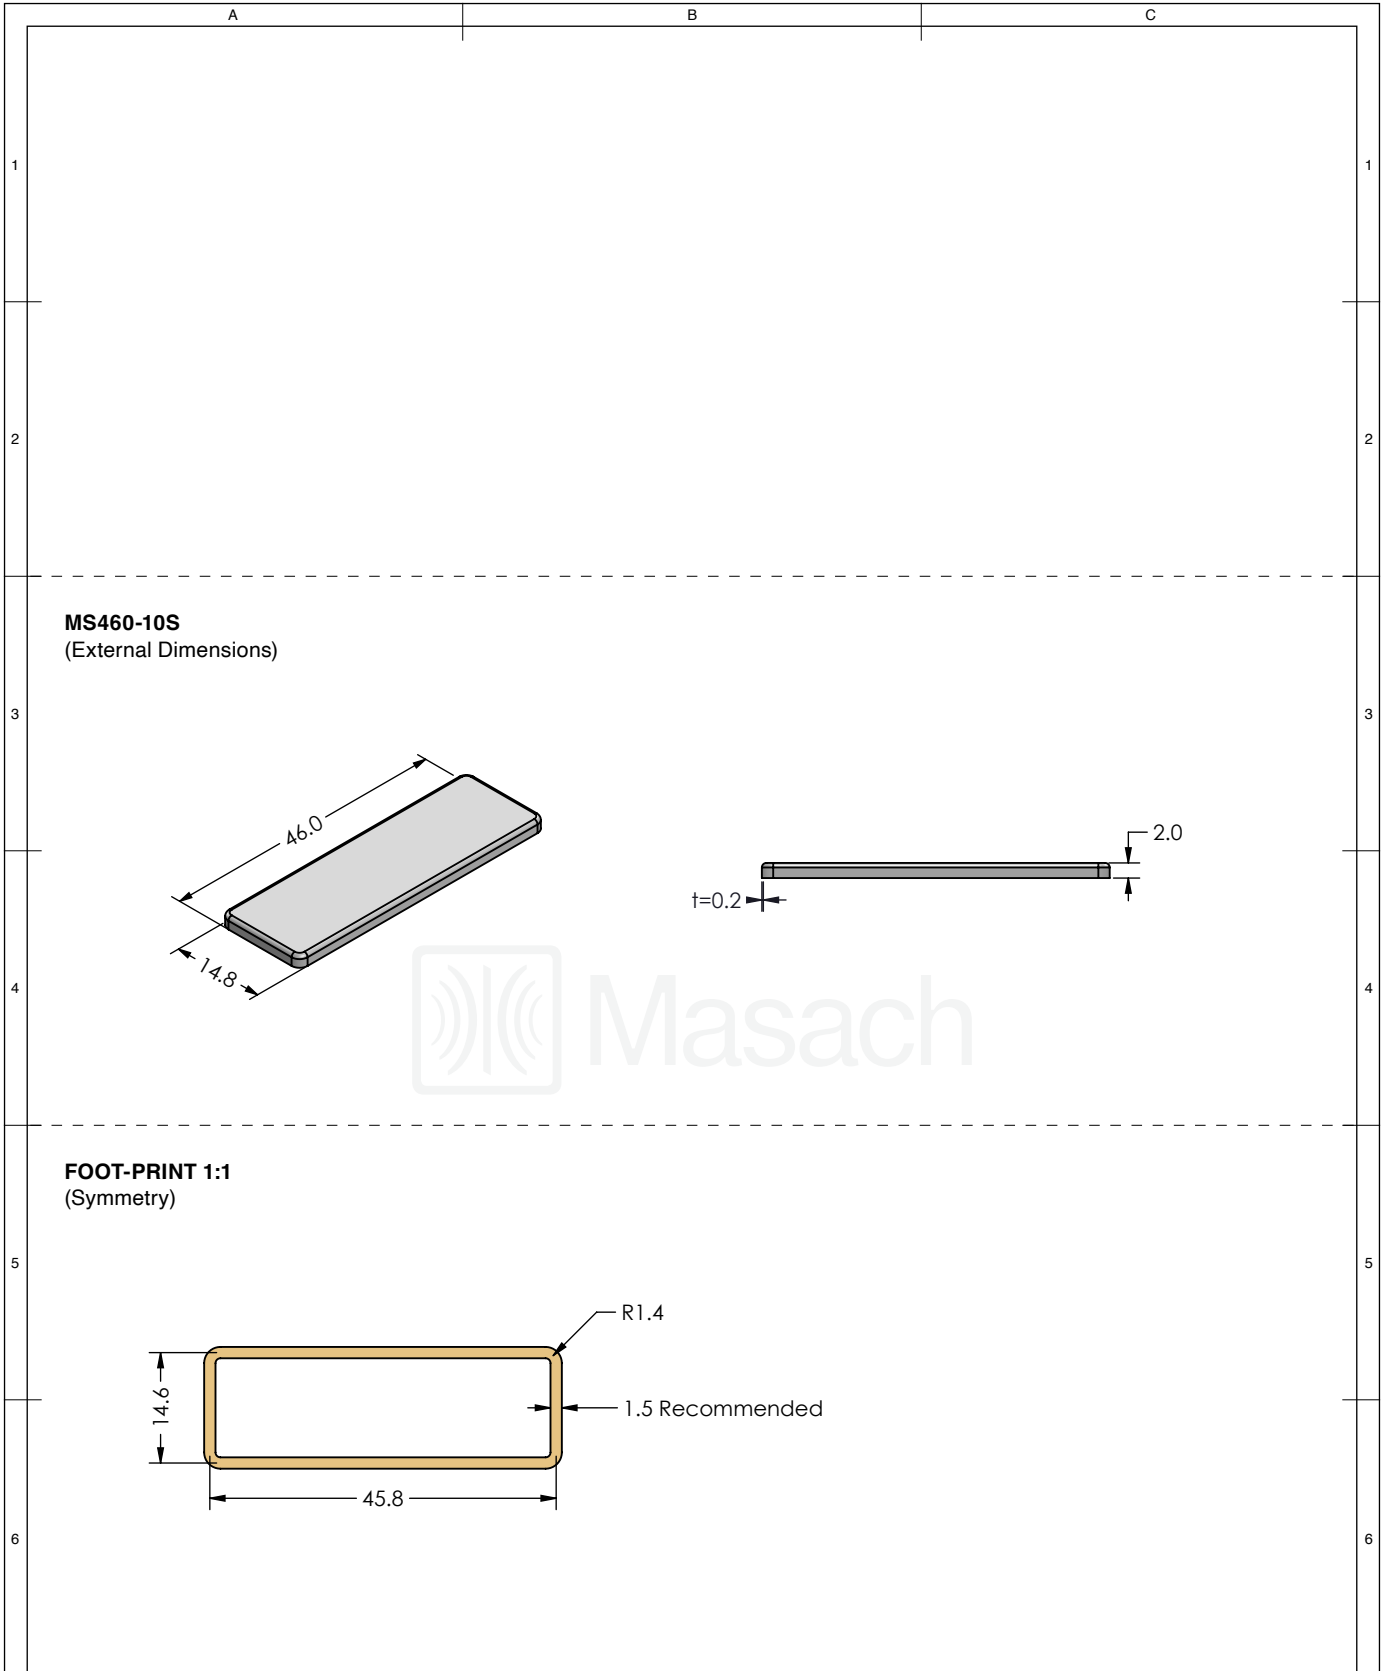 A
B
C
1
1
2
2
MS460-10S
(External Dimensions)
3
3
46.0
2.0
t=0.2
14.8
4
4
Masach
FOOT-PRINT 1:1
(Symmetry)
5
5
R1.4
14.6
1.5 Recommended
45.8
6
6